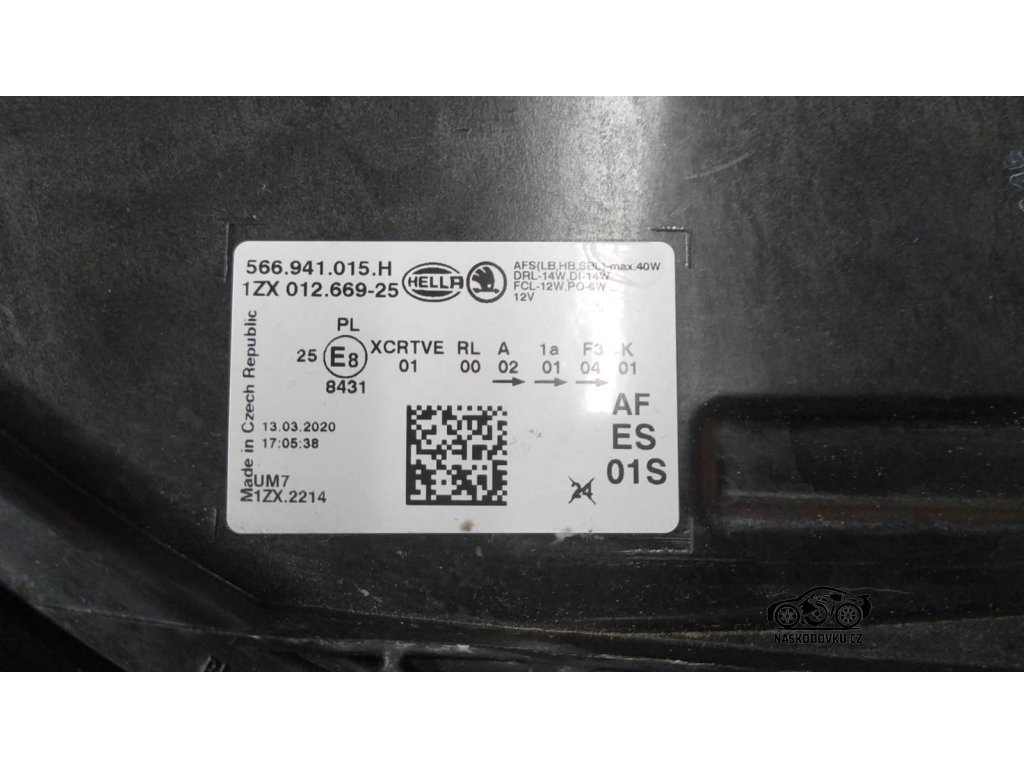 566.941.015.H
1ZX 012.669-25
HELLA
AFS(LB,HB,SBL)-max.40W
DRL-14W,DI-14W
FCL-12W,PO-6W
12V
Made in Czech Republic
PL
25 E8 XCRTVE RL A 1a F3 K
8431 01 00 02 01 04 01
13.03.2020
17:05:38
AF
ES
01S
UM7
1ZX.2214
24
NASKODOVKU.CZ